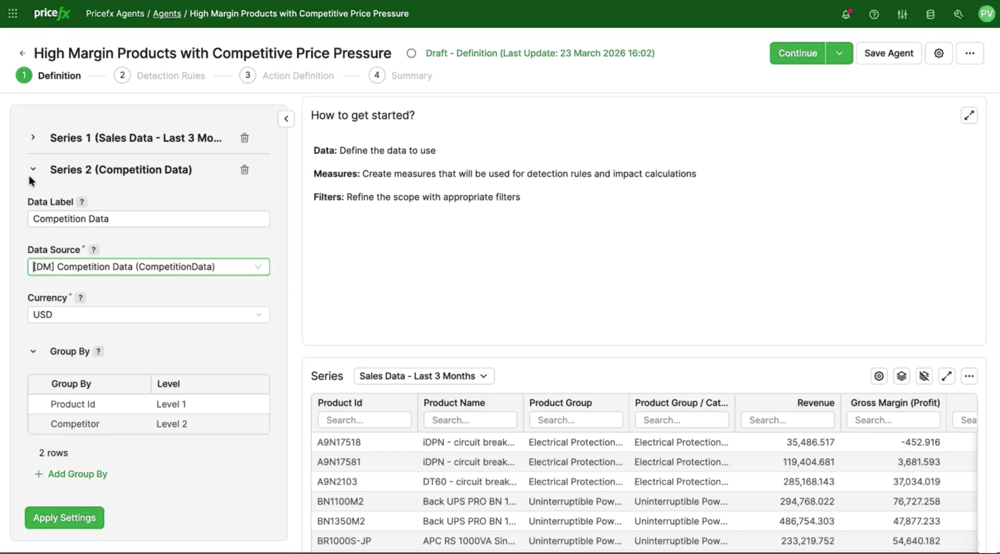 pricefx Pricefx Agents / Agents / High Margin Products with Competitive Price Pressure PV
High Margin Products with Competitive Price Pressure Draft - Definition (Last Update: 23 March 2026 16:02) Continue Save Agent
1 Definition 2 Detection Rules 3 Action Definition 4 Summary
Series 1 (Sales Data - Last 3 Mo...
Series 2 (Competition Data)
Data Label ?
Competition Data
Data Source * ?
[DM] Competition Data (CompetitionData)
Currency * ?
USD
Group By ?
Group By Level
Product Id Level 1
Competitor Level 2
2 rows
+ Add Group By
Apply Settings
How to get started?
Data: Define the data to use
Measures: Create measures that will be used for detection rules and impact calculations
Filters: Refine the scope with appropriate filters
Series Sales Data - Last 3 Months
Product Id Product Name Product Group Product Group / Cat... Revenue Gross Margin (Profit)
Search... Search... Search... Search... Search... Search... Sea
A9N17518 iDPN - circuit break... Electrical Protection... Electrical Protection... 35,486.517 -452.916
A9N17581 iDPN - circuit break... Electrical Protection... Electrical Protection... 119,404.681 3,681.593
A9N2103 DT60 - circuit break... Electrical Protection... Electrical Protection... 285,168.143 37,034.019
BN1100M2 Back UPS PRO BN 1... Uninterruptible Pow... Uninterruptible Pow... 294,768.022 76,727.258
BN1350M2 Back UPS PRO BN 1... Uninterruptible Pow... Uninterruptible Pow... 486,754.303 47,877.233
BR1000S-JP APC RS 1000VA Sin... Uninterruptible Pow... Uninterruptible Pow... 233,219.752 54,640.182